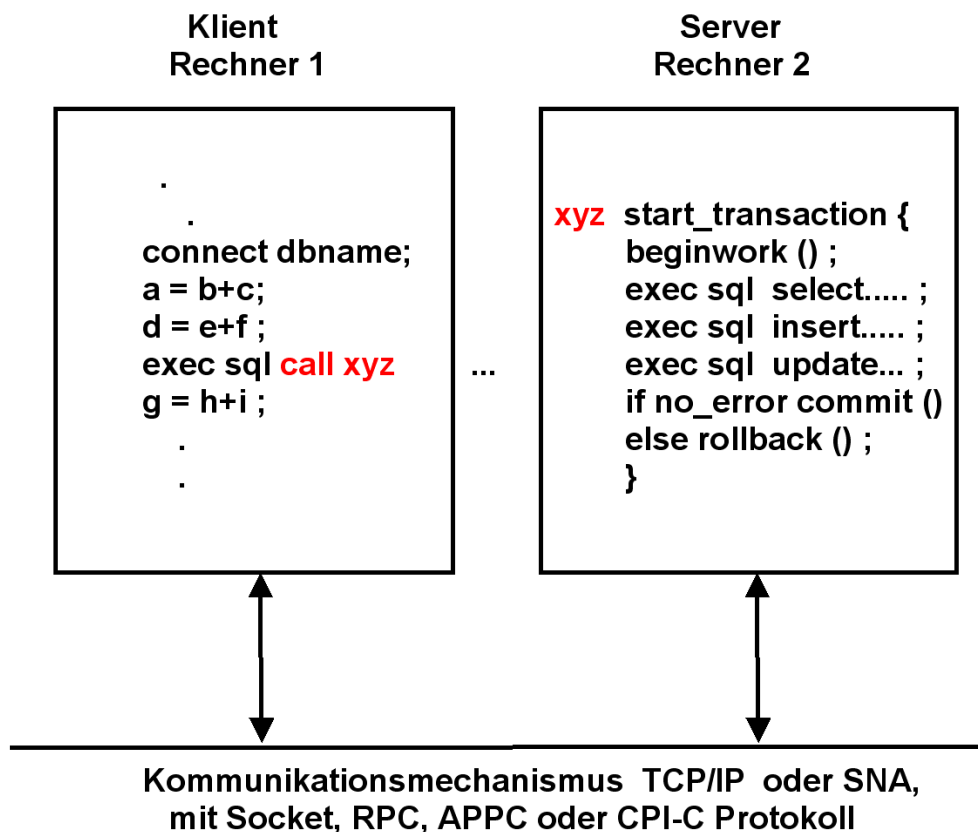 Klient
Rechner 1
Server
Rechner 2
.
.
connect dbname;
a = b+c;
d = e+f ;
exec sql call xyz
g = h+i ;
.
.
...
xyz start_transaction {
beginwork () ;
exec sql select..... ;
exec sql insert..... ;
exec sql update... ;
if no_error commit ()
else rollback () ;
}
Kommunikationsmechanismus TCP/IP oder SNA,
mit Socket, RPC, APPC oder CPI-C Protokoll